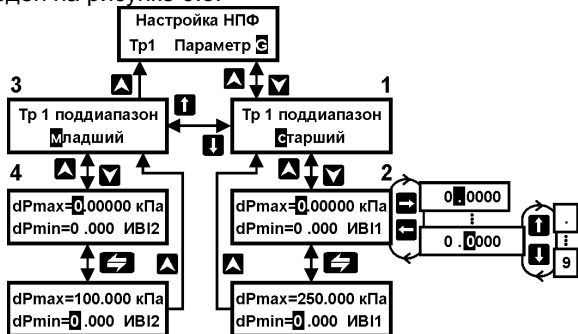 Настройка НПФ
Тр1 Параметр G
3
1
Тр 1 поддиапазон
младший
Тр 1 поддиапазон
старший
4
2
dPmax=0.00000 кПа
dPmin=0 .000 ИВI2
dPmax=0.00000 кПа
dPmin=0 .000 ИВI1
0 . 0000
0 . 0000
.
9
dPmax=100.000 кПа
dPmin=0 .000 ИВI2
dPmax=250.000 кПа
dPmin=0 .000 ИВI1